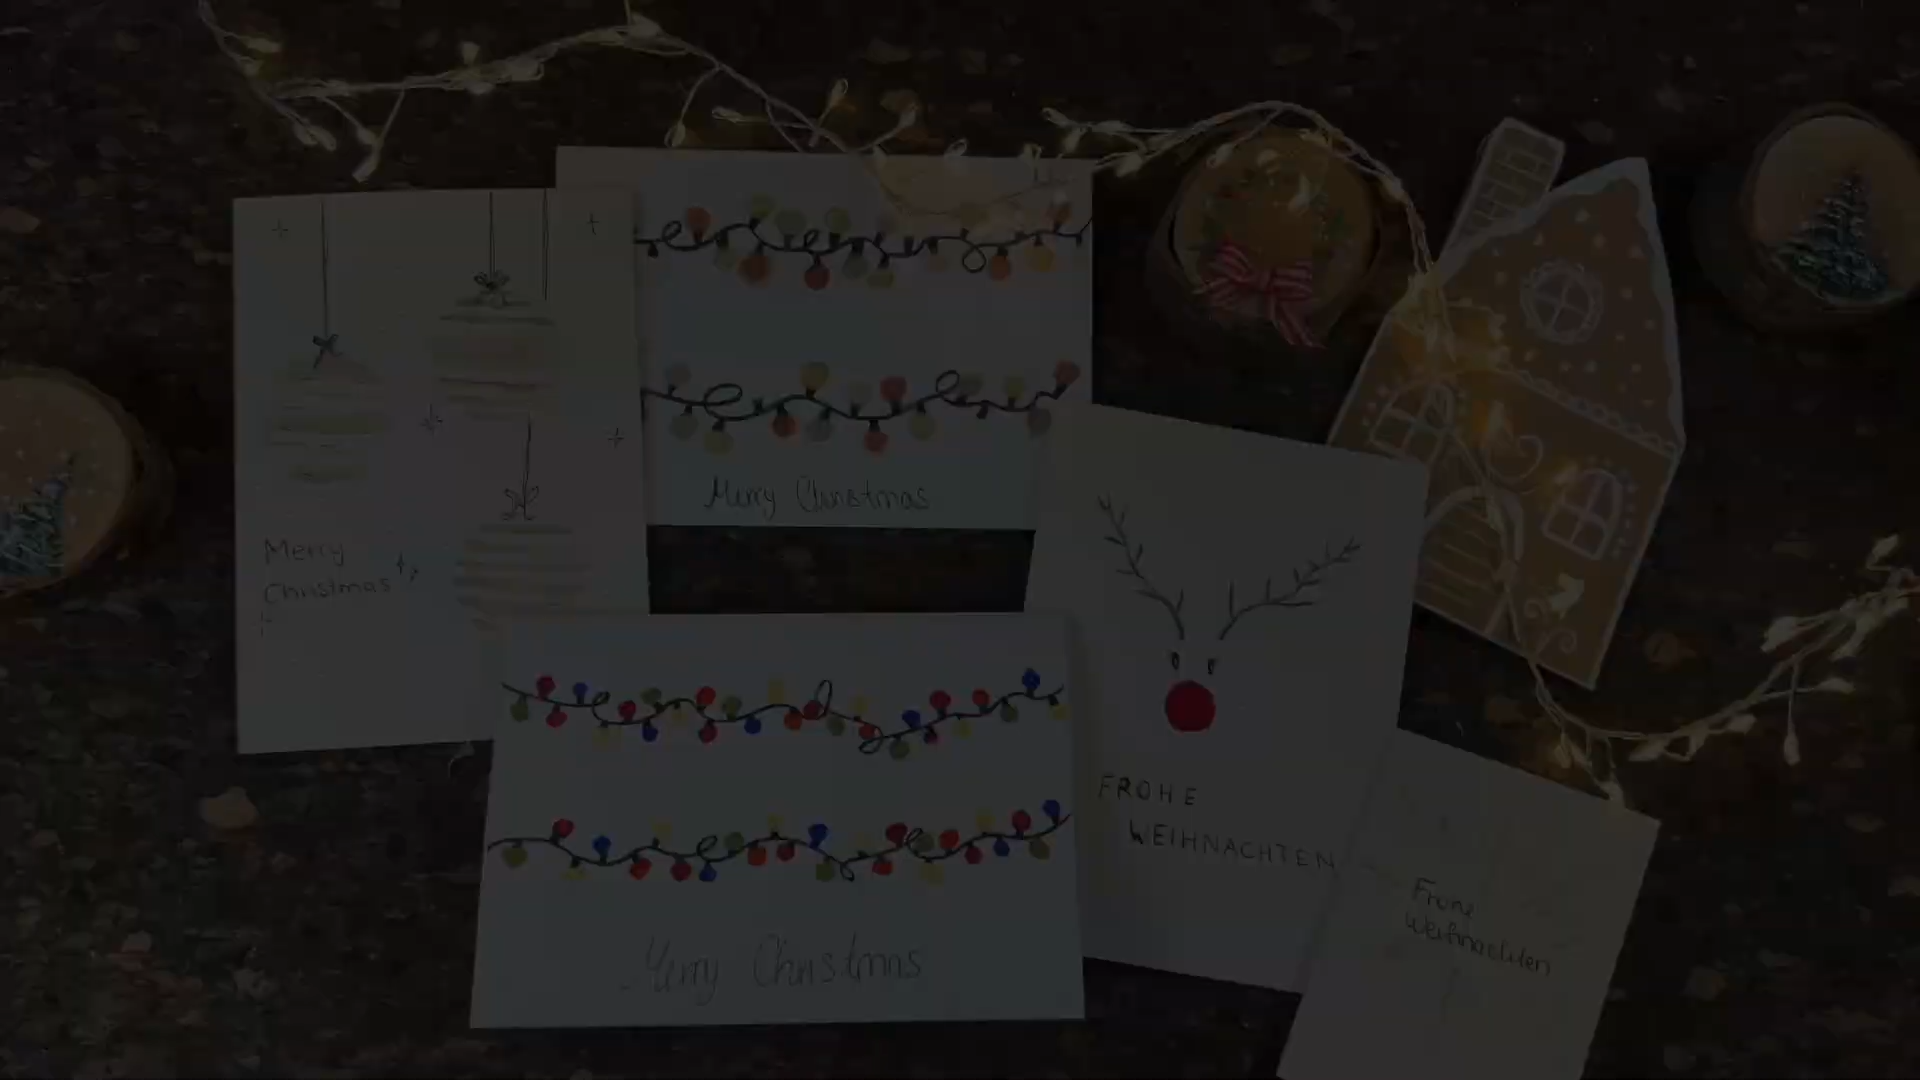 Merry Christmas
Merry
Christmas
FROHE
WEIHNACHTEN
Frohe
Weihnachten
Merry Christmas